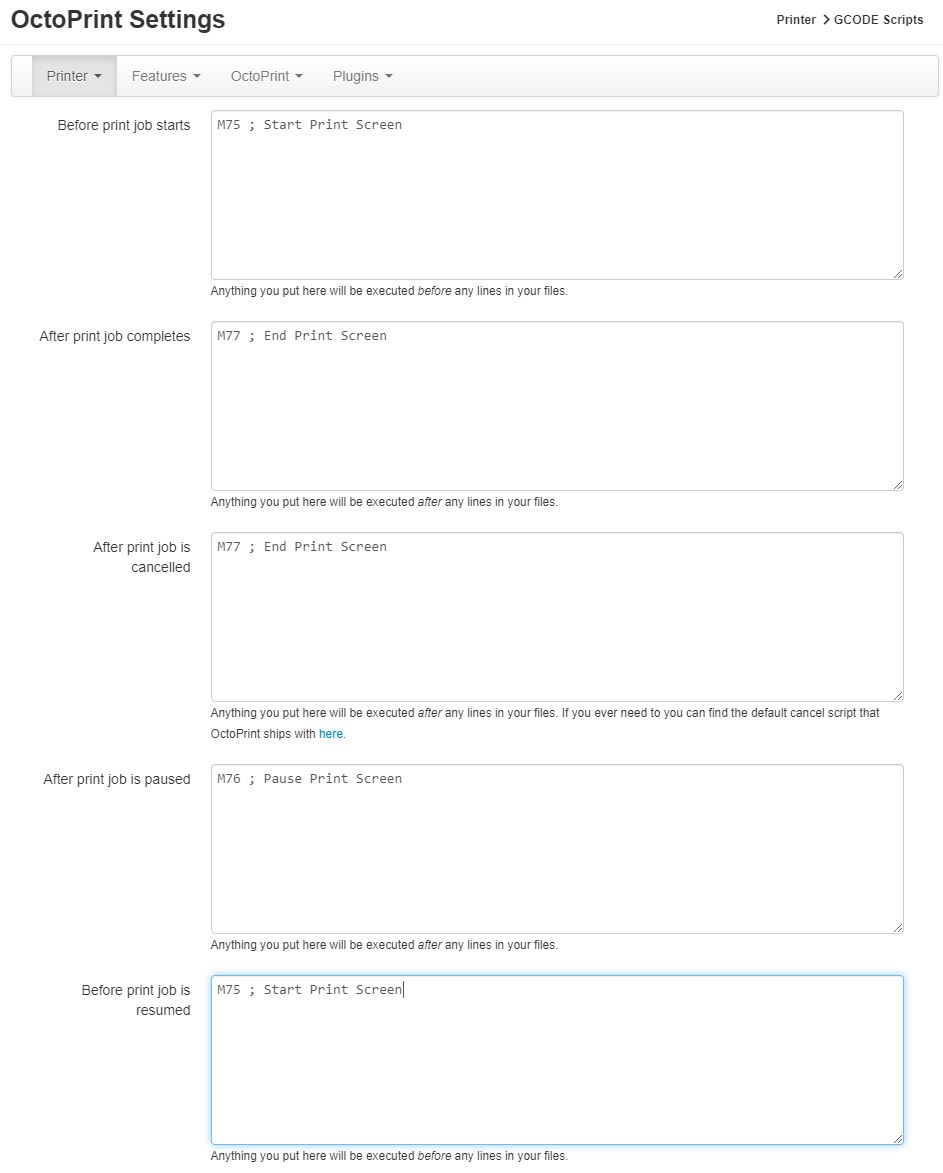 OctoPrint Settings
Printer > GCODE Scripts
Printer Features OctoPrint Plugins
Before print job starts
M75 ; Start Print Screen
Anything you put here will be executed before any lines in your files.
After print job completes
M77 ; End Print Screen
Anything you put here will be executed after any lines in your files.
After print job is
cancelled
M77 ; End Print Screen
Anything you put here will be executed after any lines in your files. If you ever need to you can find the default cancel script that
OctoPrint ships with here.
After print job is paused
M76 ; Pause Print Screen
Anything you put here will be executed after any lines in your files.
Before print job is
resumed
M75 ; Start Print Screen
Anything you put here will be executed before any lines in your files.